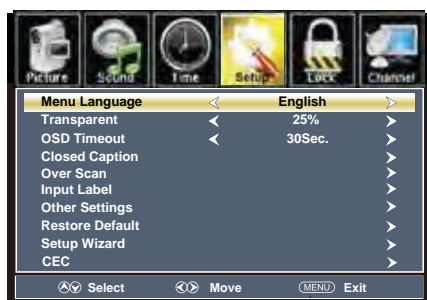 Picture Sound Time Setup Lock Channel
Menu Language English
Transparent 25%
OSD Timeout 30Sec.
Closed Caption
Over Scan
Input Label
Other Settings
Restore Default
Setup Wizard
CEC
Select Move MENU Exit